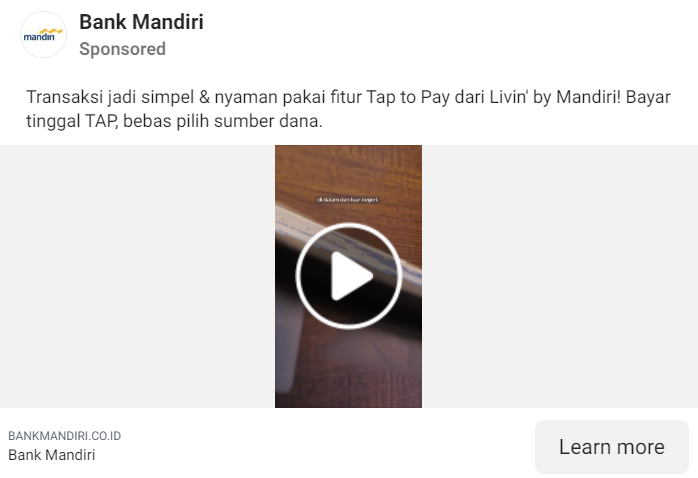 mandiri
Bank Mandiri
Sponsored
Transaksi jadi simpel & nyaman pakai fitur Tap to Pay dari Livin' by Mandiri! Bayar
tinggal TAP, bebas pilih sumber dana.
di dalam dan luar negeri.
BANKMANDIRI.CO.ID
Bank Mandiri
Learn more